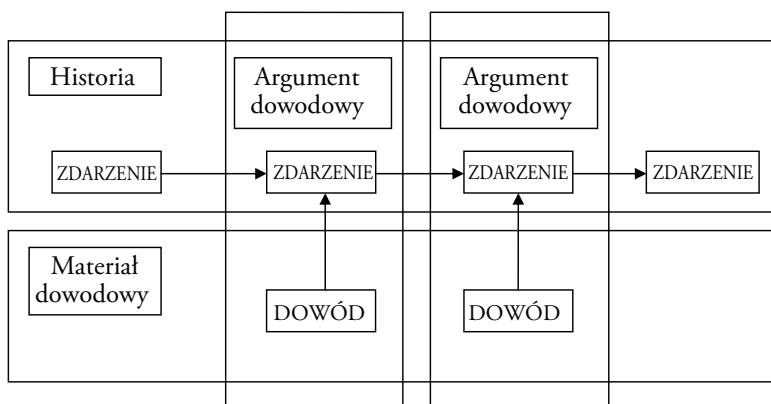 Historia
Argument
dowodowy
Argument
dowodowy
ZDARZENIE
ZDARZENIE
ZDARZENIE
ZDARZENIE
Materiał
dowodowy
DOWÓD
DOWÓD